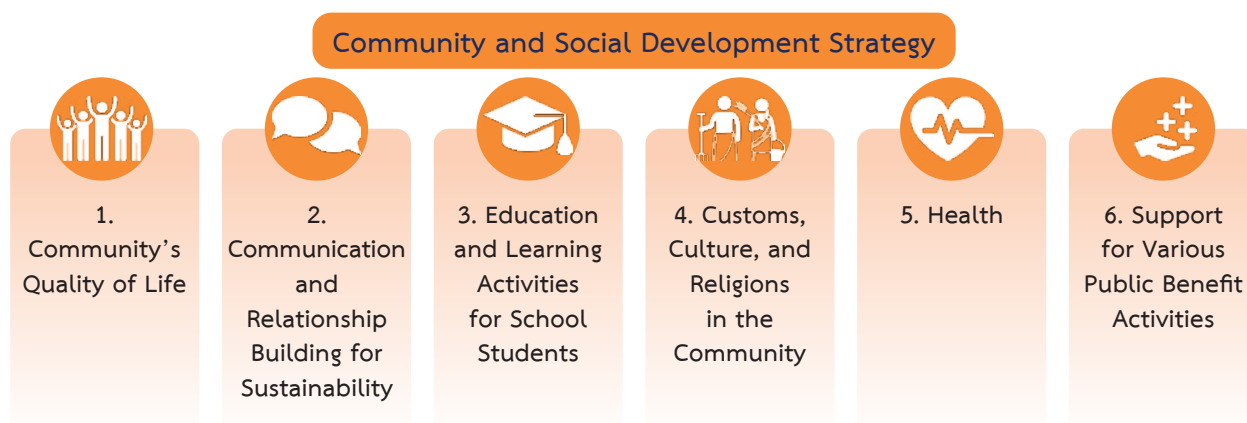 Community and Social Development Strategy
1.
Community’s
Quality of Life
2.
Communication
and
Relationship
Building for
Sustainability
3. Education
and Learning
Activities
for School
Students
4. Customs,
Culture, and
Religions
in the
Community
5. Health
6. Support
for Various
Public Benefit
Activities